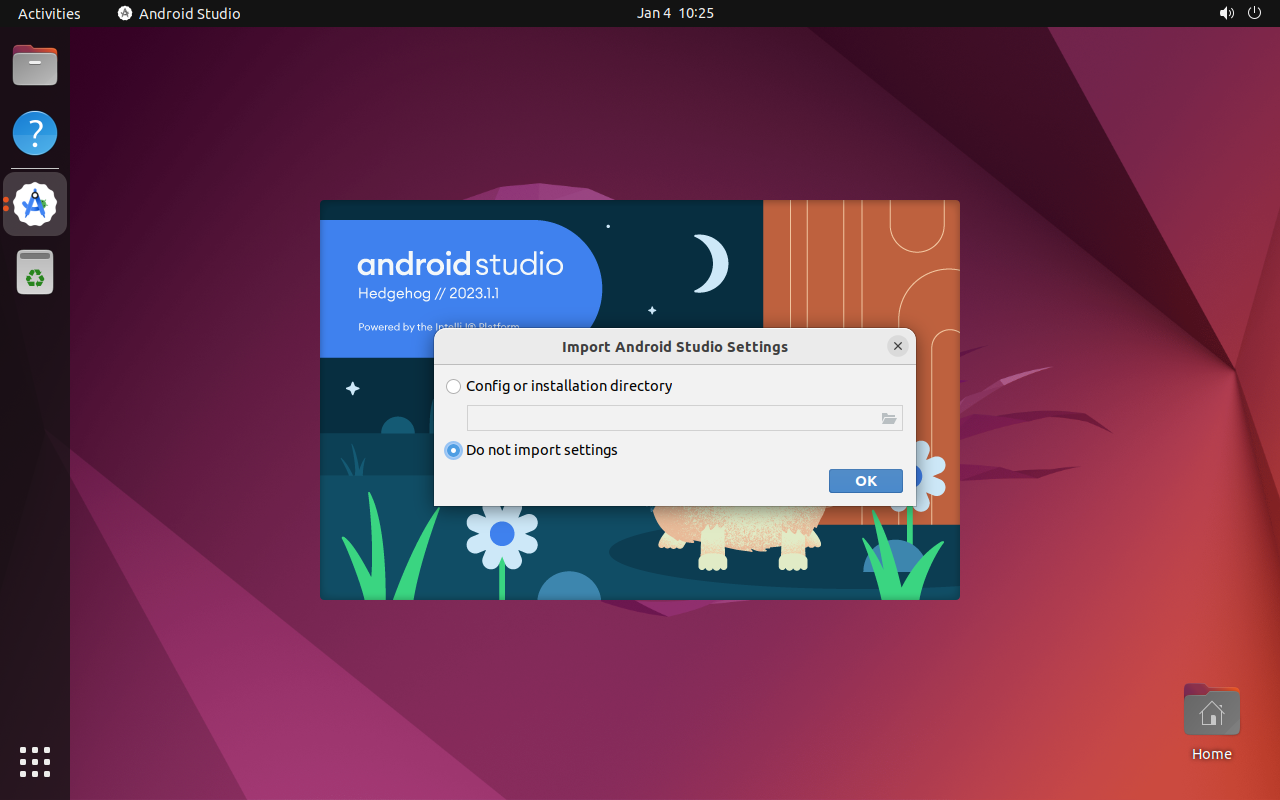 Activities
Android Studio
Jan 4 10:25
android studio
Hedgehog // 2023.1.1
Powered by the IntelliJ® Platform
Import Android Studio Settings
Config or installation directory
Do not import settings
OK
Home